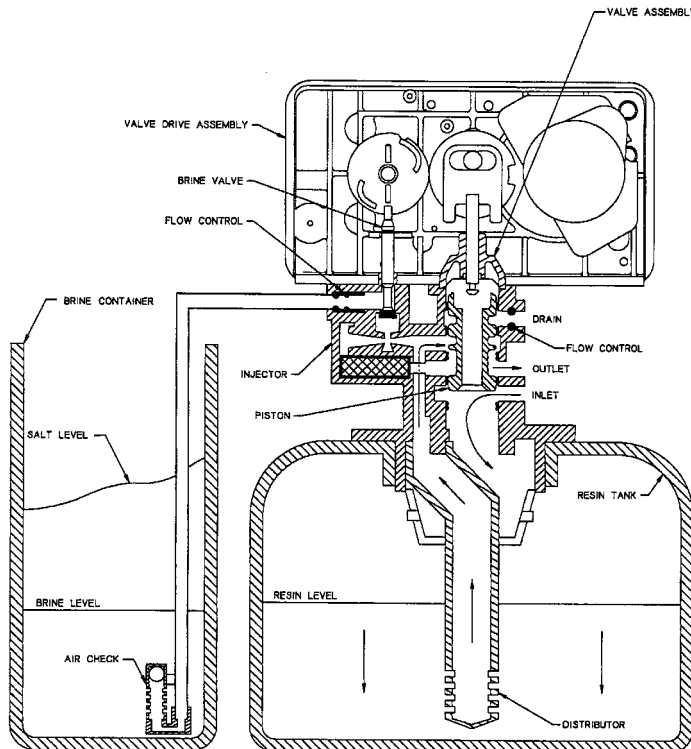 VALVE ASSEMBLY
VALVE DRIVE ASSEMBLY
BRINE VALVE
FLOW CONTROL
BRINE CONTAINER
DRAIN
FLOW CONTROL
INJECTOR
OUTLET
PISTON
INLET
SALT LEVEL
RESIN TANK
BRINE LEVEL
RESIN LEVEL
AIR CHECK
DISTRIBUTOR